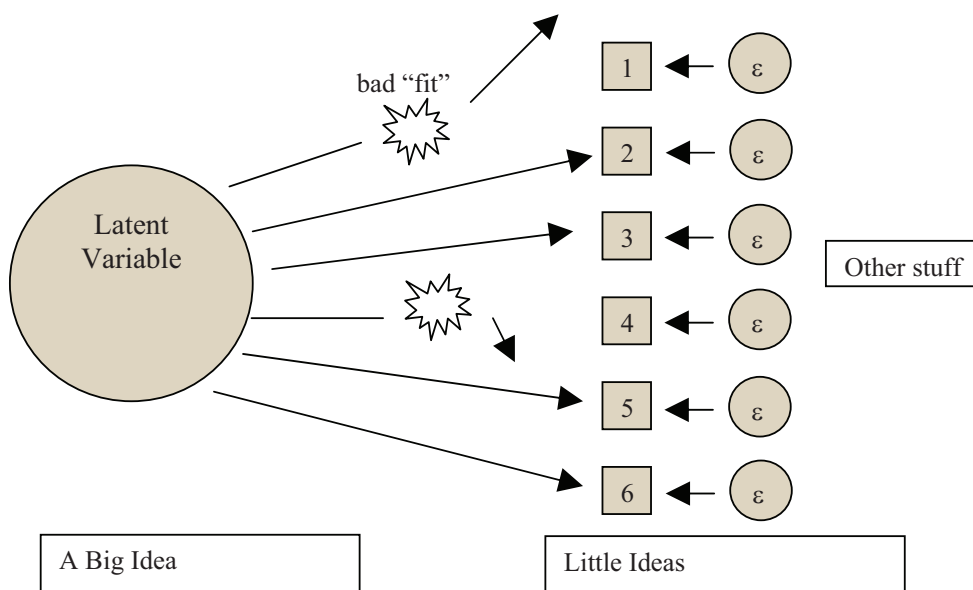 bad “fit”
Latent
Variable
1
ε
2
ε
3
ε
4
ε
5
ε
6
ε
Other stuff
A Big Idea
Little Ideas